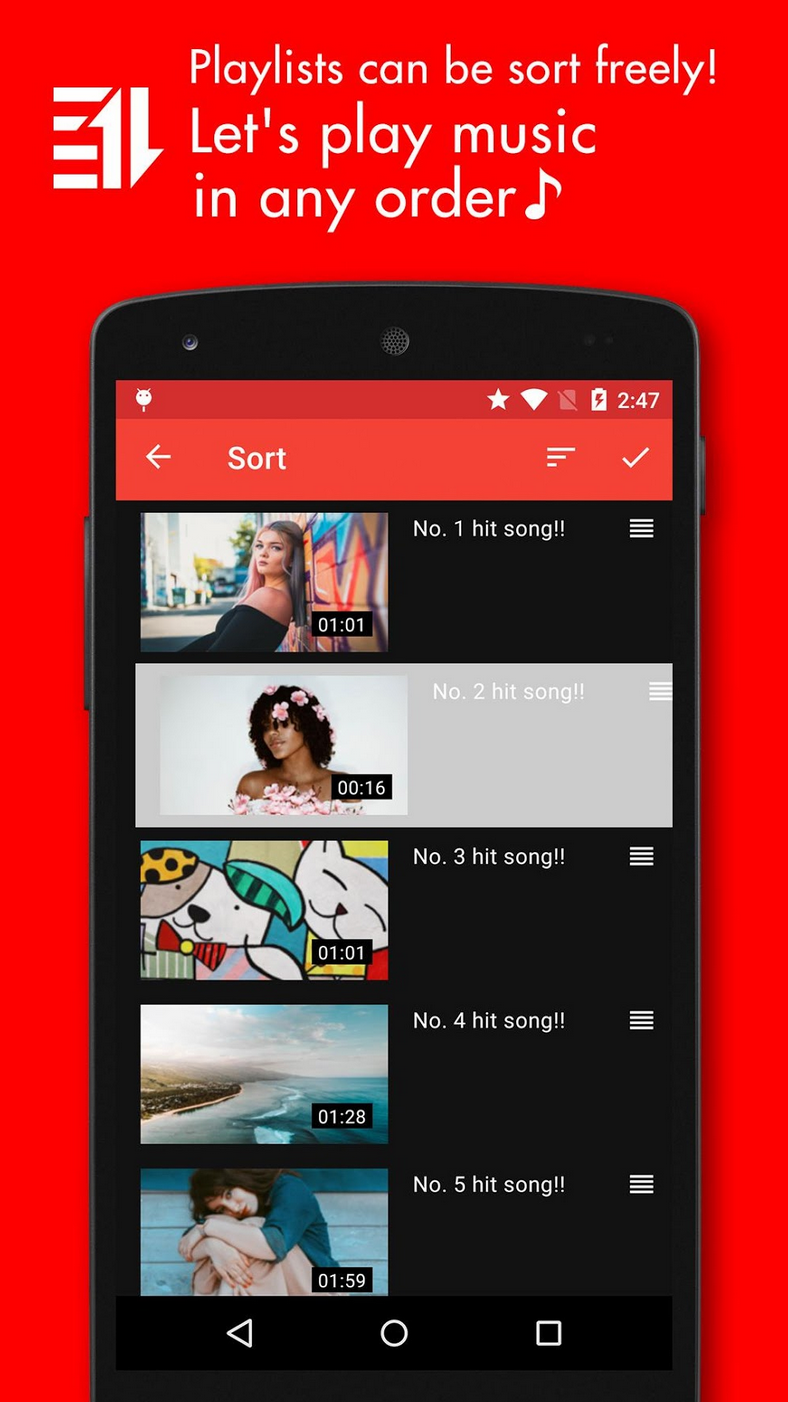 Playlists can be sort freely!
Let's play music
in any order♪
2:47
Sort
No. 1 hit song!!
01:01
No. 2 hit song!!
00:16
No. 3 hit song!!
01:01
No. 4 hit song!!
01:28
No. 5 hit song!!
01:59